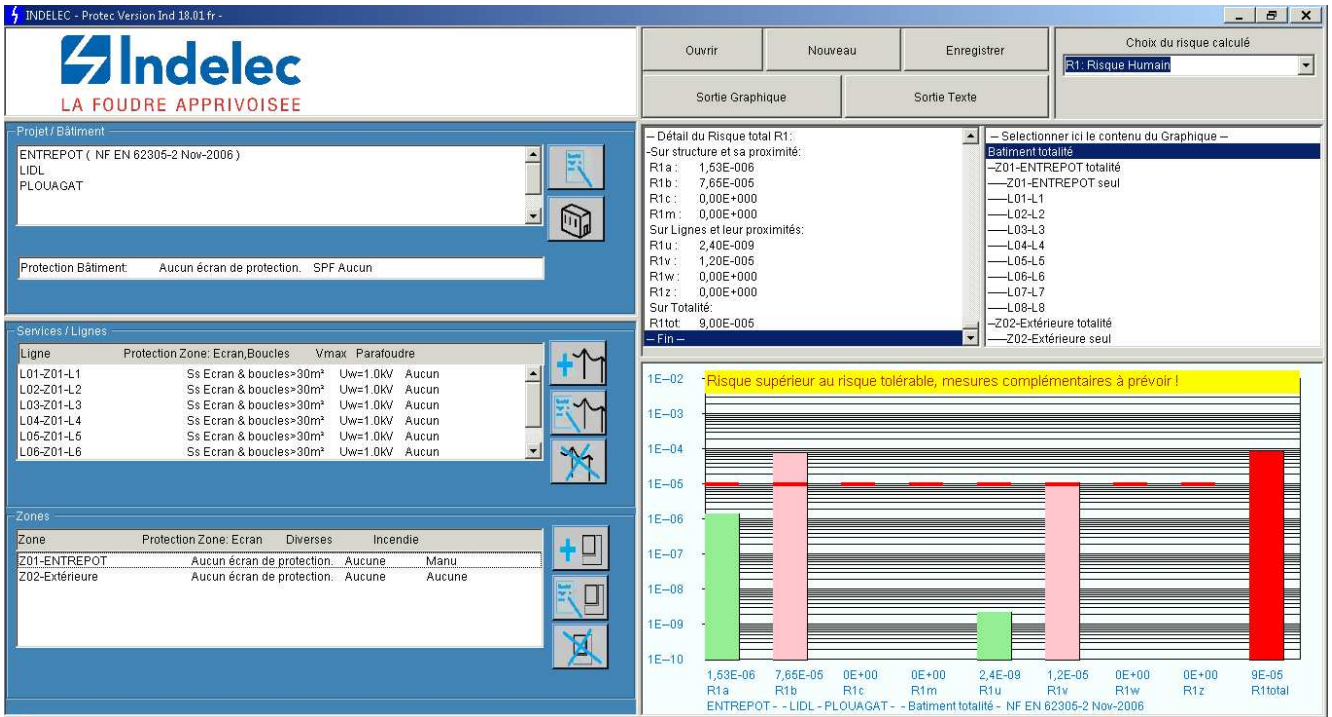 INDELEC - Protec Version Ind 18.01 fr -
Indelec
LA FOUDRE APPRIVOISEE
Ouvrir
Nouveau
Enregistrer
Sortie Graphique
Sortie Texte
Choix du risque calculé
R1: Risque Humain
Projet / Bâtiment
ENTREPOT ( NF EN 62305-2 Nov-2006 )
LIDL
PLOUAGAT
Protection Bâtiment: Aucun écran de protection. SPF Aucun
Services / Lignes
Ligne Protection Zone: Ecran,Boucles Vmax Parafoudre
L01-Z01-L1 Ss Ecran & boucles>30m² Uw=1.0kV Aucun
L02-Z01-L2 Ss Ecran & boucles>30m² Uw=1.0kV Aucun
L03-Z01-L3 Ss Ecran & boucles>30m² Uw=1.0kV Aucun
L04-Z01-L4 Ss Ecran & boucles>30m² Uw=1.0kV Aucun
L05-Z01-L5 Ss Ecran & boucles>30m² Uw=1.0kV Aucun
L06-Z01-L6 Ss Ecran & boucles>30m² Uw=1.0kV Aucun
Zones
Zone Protection Zone: Ecran Diverses Incendie
Z01-ENTREPOT Aucun écran de protection. Aucune Manu
Z02-Extérieure Aucun écran de protection. Aucune Aucune
-- Détail du Risque total R1:
-Sur structure et sa proximité:
R1a : 1,53E-006
R1b : 7,65E-005
R1c : 0,00E+000
R1m : 0,00E+000
Sur Lignes et leur proximités:
R1u : 2,40E-009
R1v : 1,20E-005
R1w : 0,00E+000
R1z : 0,00E+000
Sur Totalité:
R1tot: 9,00E-005
-- Fin --
-- Selectionner ici le contenu du Graphique --
Batiment totalité
--Z01-ENTREPOT totalité
----Z01-ENTREPOT seul
----L01-L1
----L02-L2
----L03-L3
----L04-L4
----L05-L5
----L06-L6
----L07-L7
----L08-L8
--Z02-Extérieure totalité
----Z02-Extérieure seul
Risque supérieur au risque tolérable, mesures complémentaires à prévoir !
1E--02
1E--03
1E--04
1E--05
1E--06
1E--07
1E--08
1E--09
1E--10
1,53E-06 7,65E-05 0E+00 0E+00 2,4E-09 1,2E-05 0E+00 0E+00 9E-05
R1a R1b R1c R1m R1u R1v R1w R1z R1total
ENTREPOT - - LIDL - PLOUAGAT - - Batiment totalité - NF EN 62305-2 Nov-2006